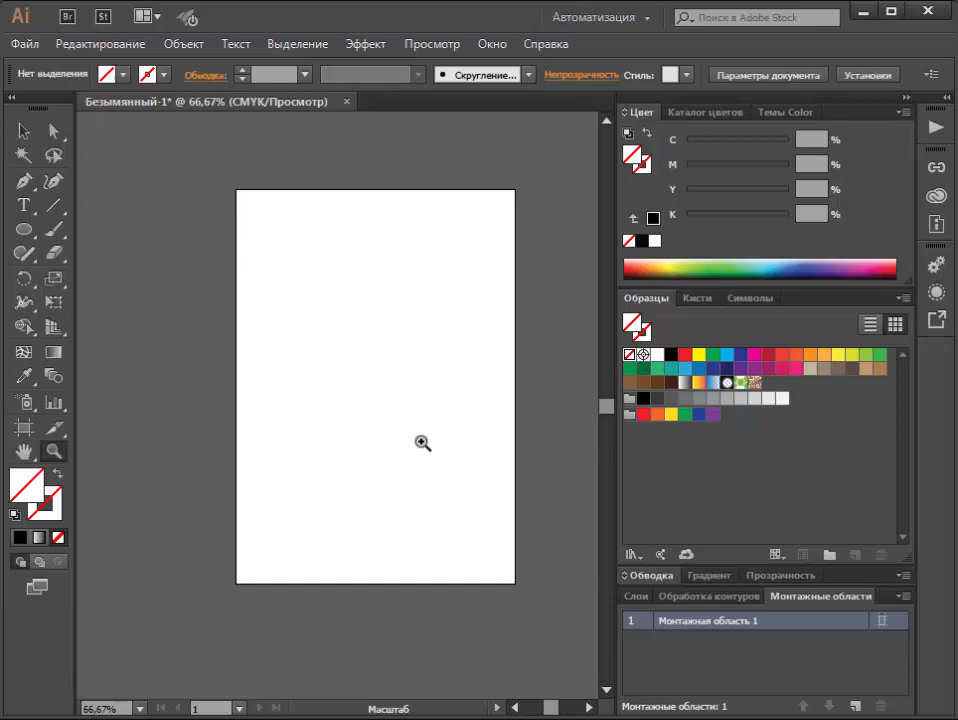 Ai Br St Автоматизация Поиск в Adobe Stock
Файл Редактирование Объект Текст Выделение Эффект Просмотр Окно Справка
Нет выделения Обводка: Скругление... Непрозрачность Стиль: Параметры документа Установки
Безымянный-1* @ 66,67% (CMYK/Просмотр) ×
Цвет Каталог цветов Темы Color
C %
M %
Y %
K %
Образцы Кисти Символы
Обводка Градиент Прозрачность
Слои Обработка контуров Монтажные области
1 Монтажная область 1
Монтажные области: 1
66,67% 1 Масштаб